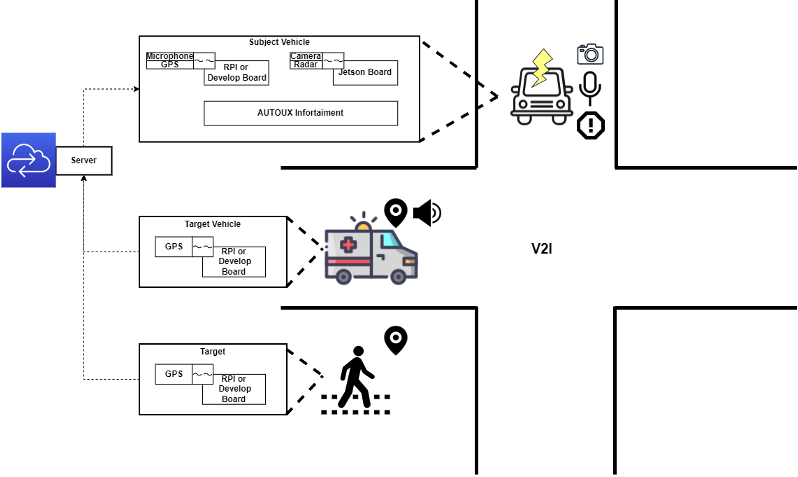 Subject Vehicle
Microphone
GPS
RPI or
Develop Board
Camera
Radar
Jetson Board
AUTOUX Infortaiment
Server
Target Vehicle
GPS
RPI or
Develop
Board
V2I
Target
GPS
RPI or
Develop
Board